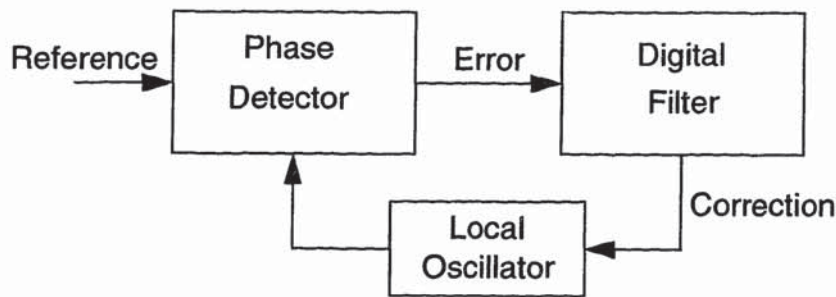 Reference
Phase
Detector
Error
Digital
Filter
Correction
Local
Oscillator